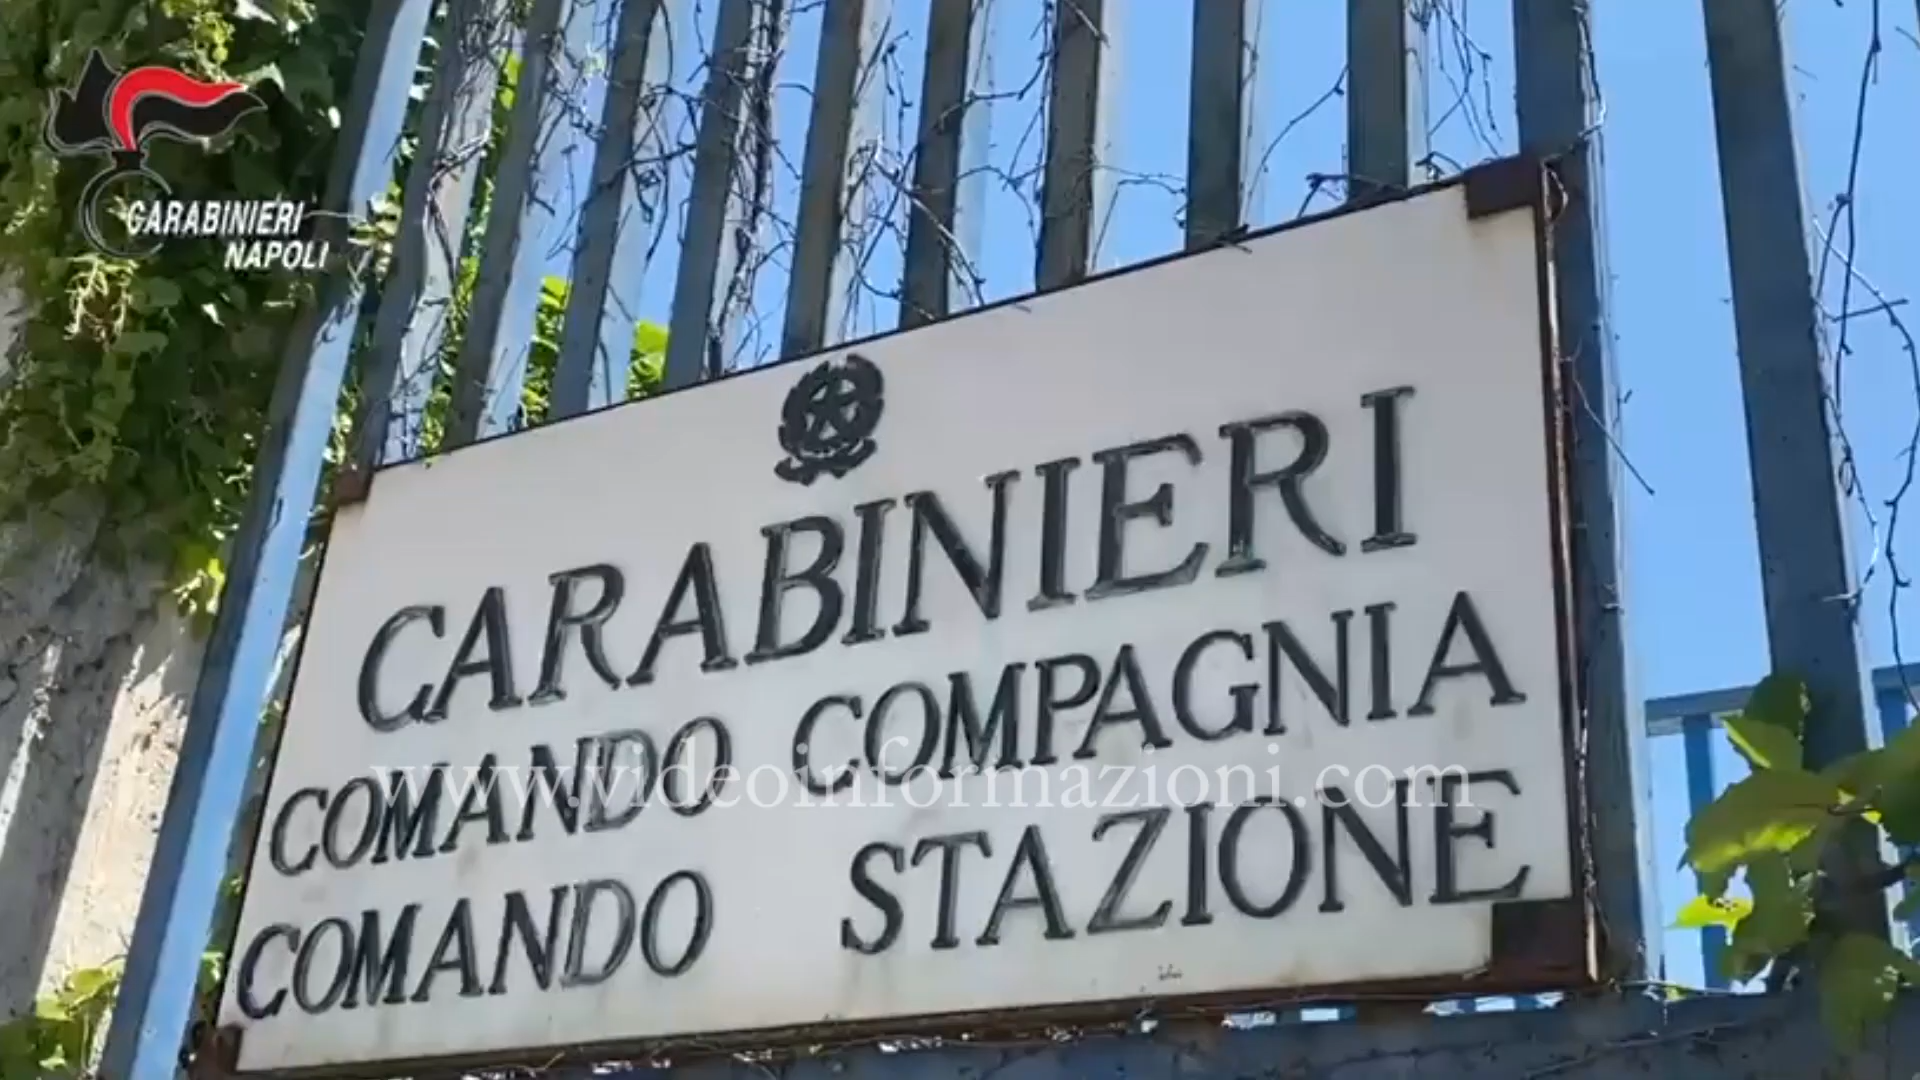 CARABINIERI
NAPOLI
CARABINIERI
COMANDO COMPAGNIA
www.videoinformazioni.com
COMANDO STAZIONE